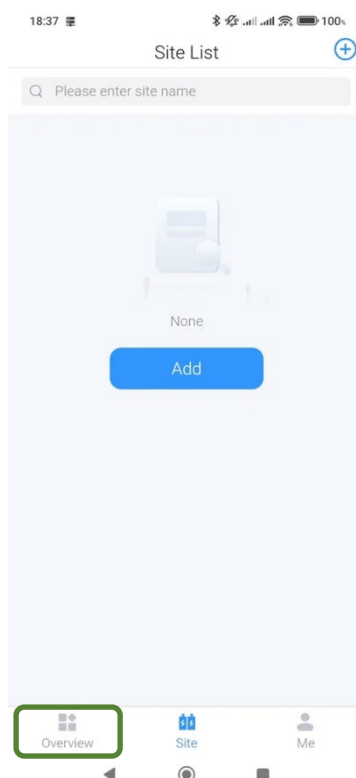 18:37 100%
Site List
Please enter site name
None
Add
Overview Site Me